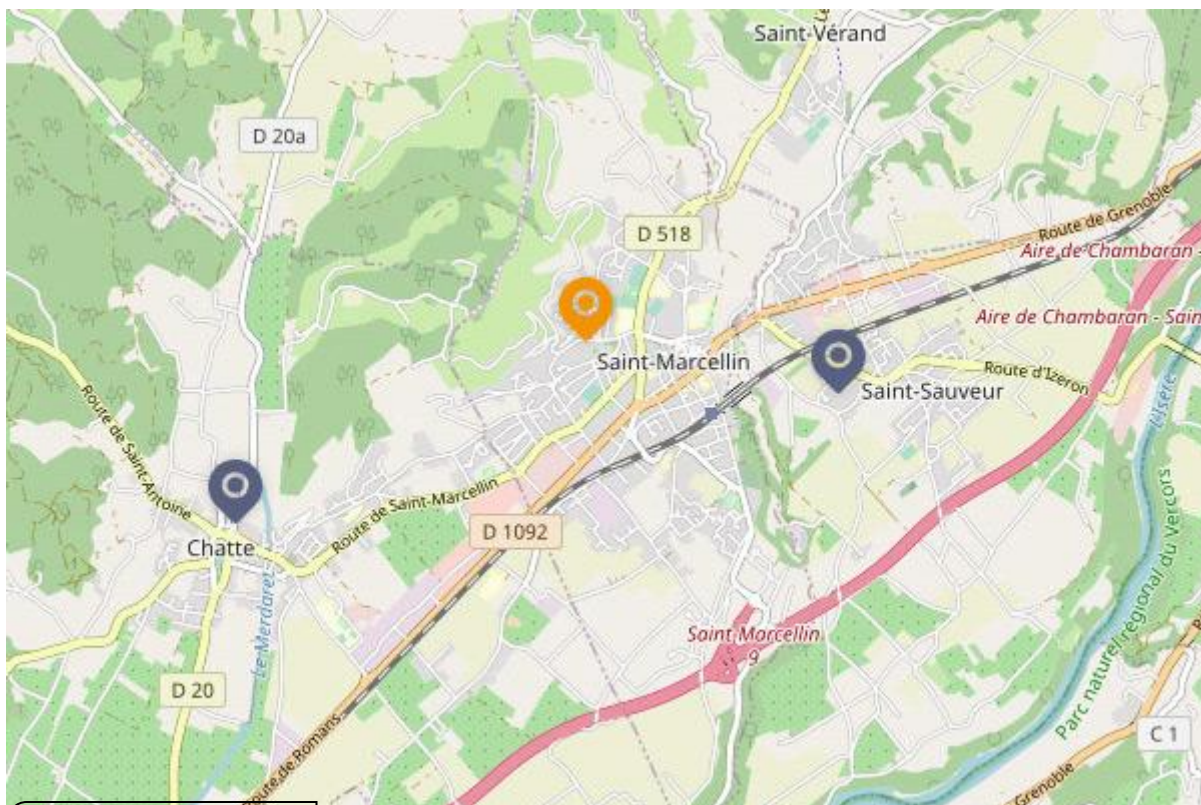 Saint-Vérand
D 20a
D 518
Route de Grenoble
Aire de Chambaran -
Aire de Chambaran - Sain
Saint-Marcellin
Route d'Izeron
Saint-Sauveur
L'Isère
Route de Saint-Antoine
Route de Saint-Marcellin
D 1092
Chatte
Le Merdaret
Parc naturel régional du Vercors
Saint Marcellin
9
D 20
C 1
Route de Romans
Grenoble